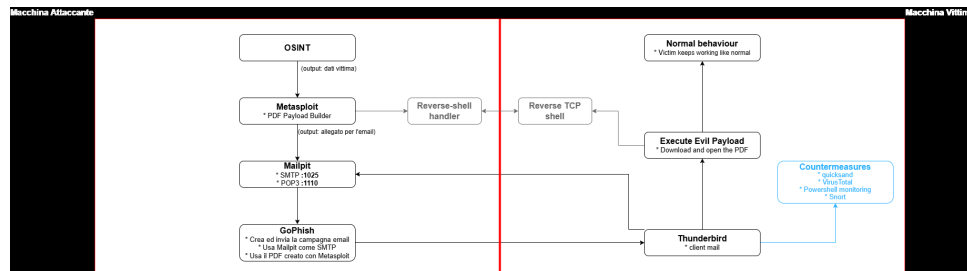 Macchina Attaccante
Macchina Vittim
OSINT
(output: dati vittima)
Metasploit
* PDF Payload Builder
(output: allegato per l'email)
Mailpit
* SMTP :1025
* POP3 :1110
GoPhish
* Crea ed invia la campagna email
* Usa Mailpit come SMTP
* Usa il PDF creato con Metasploit
Reverse-shell
handler
Reverse TCP
shell
Normal behaviour
* Victim keeps working like normal
Execute Evil Payload
* Download and open the PDF
Thunderbird
* client mail
Countermeasures
* quicksand
* VirusTotal
* Powershell monitoring
* Snort